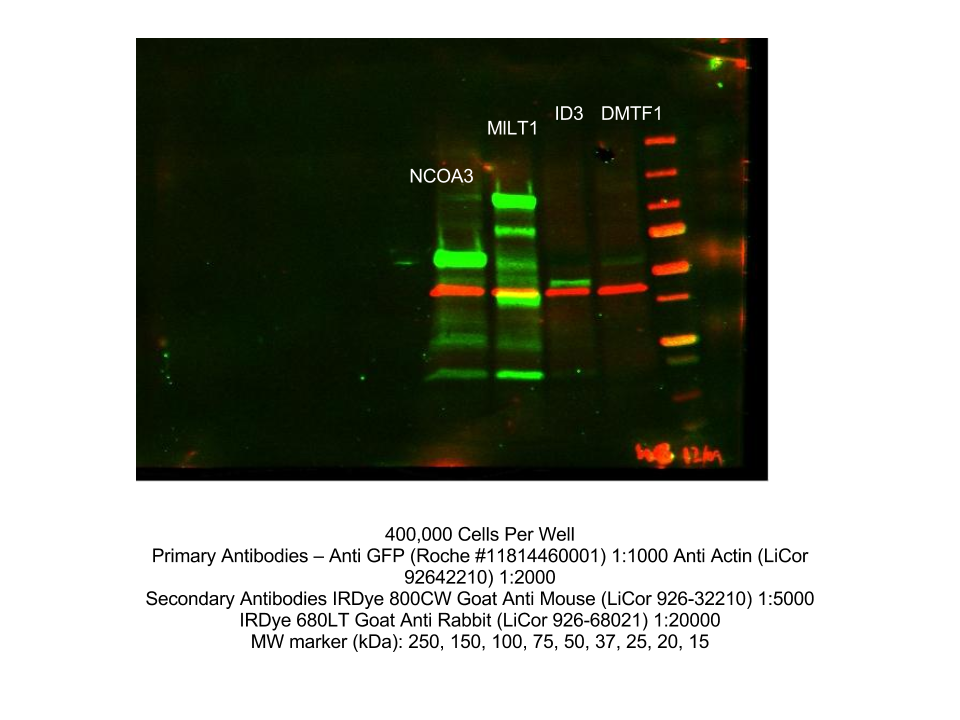 ID3 DMTF1
MILT1
NCOA3
400,000 Cells Per Well
Primary Antibodies – Anti GFP (Roche #11814460001) 1:1000 Anti Actin (LiCor
92642210) 1:2000
Secondary Antibodies IRDye 800CW Goat Anti Mouse (LiCor 926-32210) 1:5000
IRDye 680LT Goat Anti Rabbit (LiCor 926-68021) 1:20000
MW marker (kDa): 250, 150, 100, 75, 50, 37, 25, 20, 15